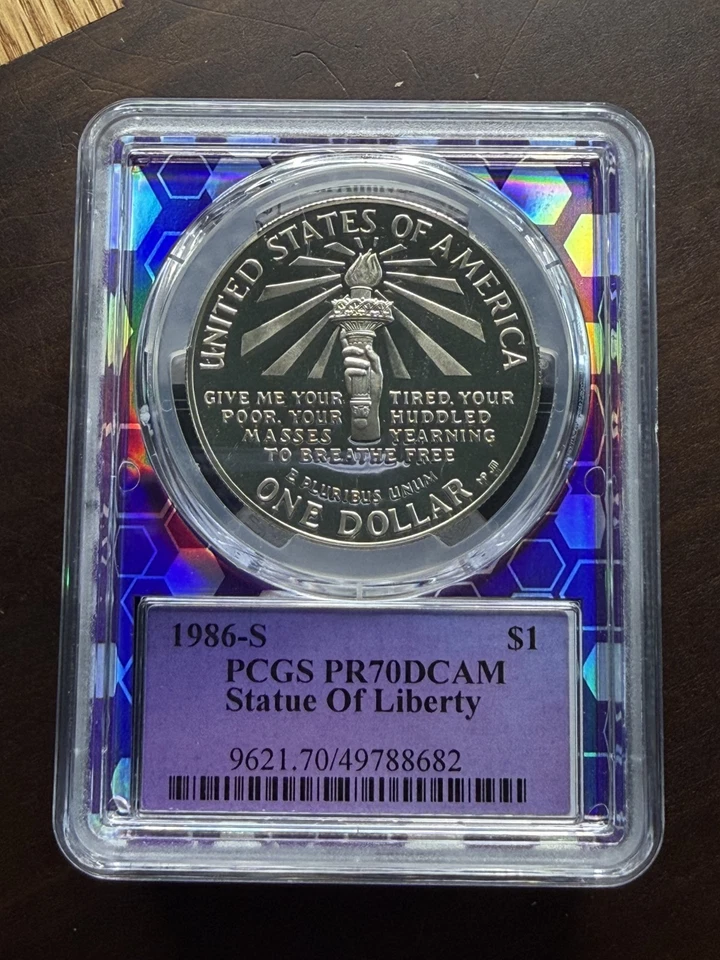 UNITED STATES OF AMERICA
GIVE ME YOUR TIRED, YOUR
POOR, YOUR HUDDLED
MASSES YEARNING
TO BREATHE FREE
E PLURIBUS UNUM
ONE DOLLAR
1986-S $1
PCGS PR70DCAM
Statue Of Liberty
9621.70/49788682